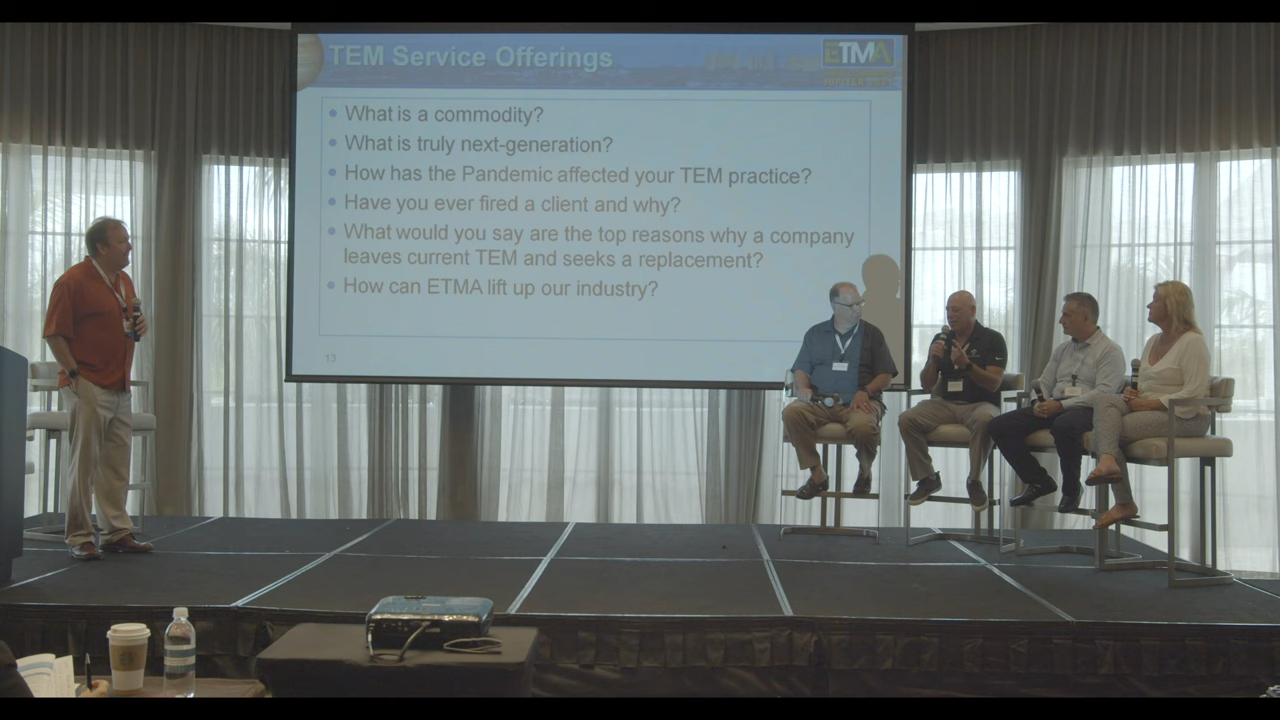 TEM Service Offerings
ETMA
JUPITER 2021
• What is a commodity?
• What is truly next-generation?
• How has the Pandemic affected your TEM practice?
• Have you ever fired a client and why?
• What would you say are the top reasons why a company
leaves current TEM and seeks a replacement?
• How can ETMA lift up our industry?
13